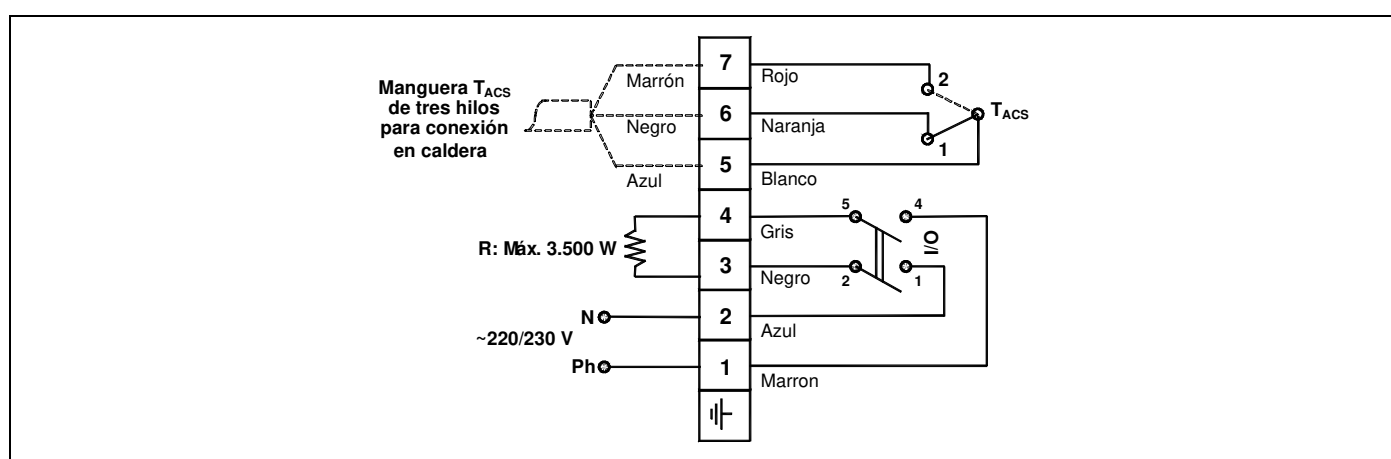 Manguera TACS
de tres hilos
para conexión
en caldera
Marrón
Negro
Azul
7
6
5
4
3
2
1
Rojo
Naranja
Blanco
Gris
Negro
Azul
Marron
2
1
TACS
5
4
2
1
I/O
R: Máx. 3.500 W
N
~220/230 V
Ph